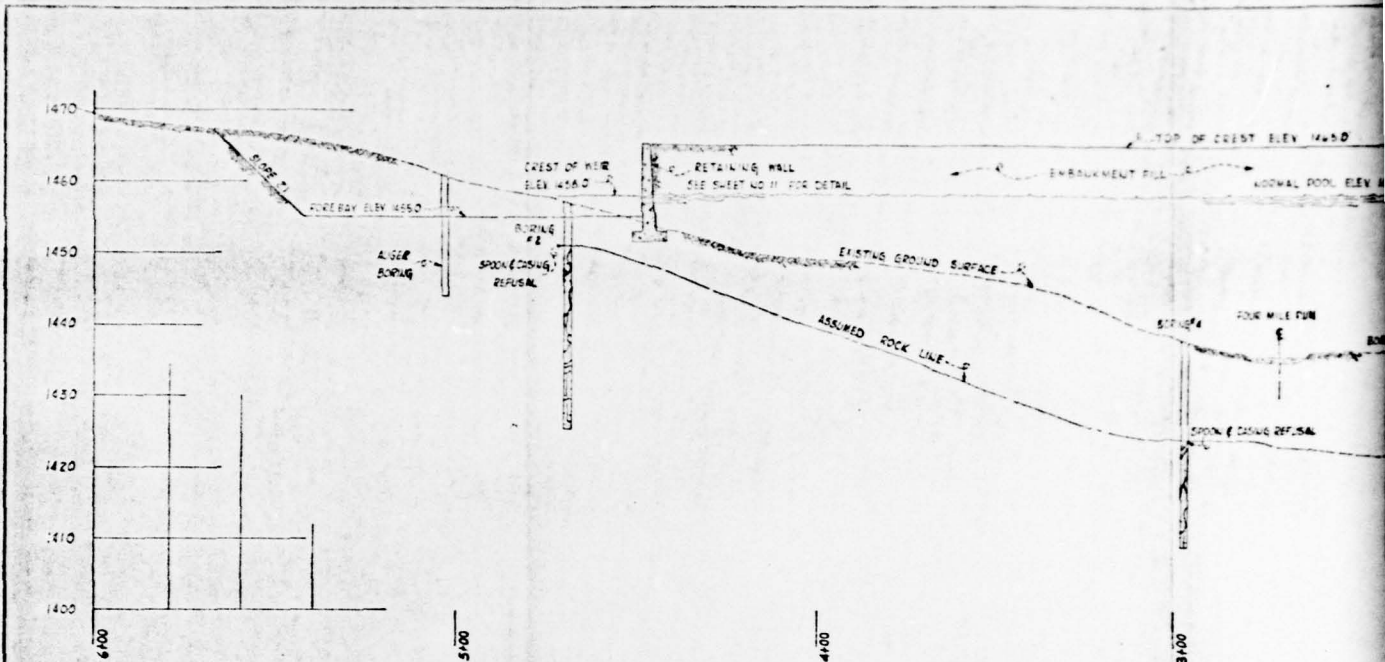 1470
1460
1450
1440
1430
1420
1410
1400
SLOPE
FOREBAY ELEV 1455.0
AUGER
BORING
CREST OF WEIR
ELEV 1458.0
BORING
# 2
SPOON & CASING
REFUSAL
RETAINING WALL
SEE SHEET NO 11 FOR DETAIL
TOP OF CREST ELEV 1465.0
EMBANKMENT FILL
NORMAL POOL ELEV
EXISTING GROUND SURFACE
ASSUMED ROCK LINE
BORING #4
FOUR MILE RUN
SPOON & CASING REFUSAL
6+00
5+00
4+00
3+00